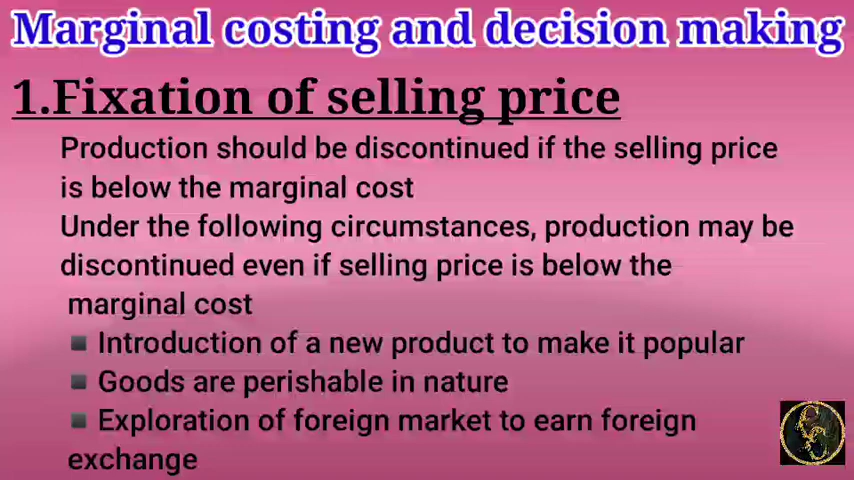 Marginal costing and decision making
1.Fixation of selling price
Production should be discontinued if the selling price
is below the marginal cost
Under the following circumstances, production may be
discontinued even if selling price is below the
marginal cost
▪ Introduction of a new product to make it popular
▪ Goods are perishable in nature
▪ Exploration of foreign market to earn foreign
exchange